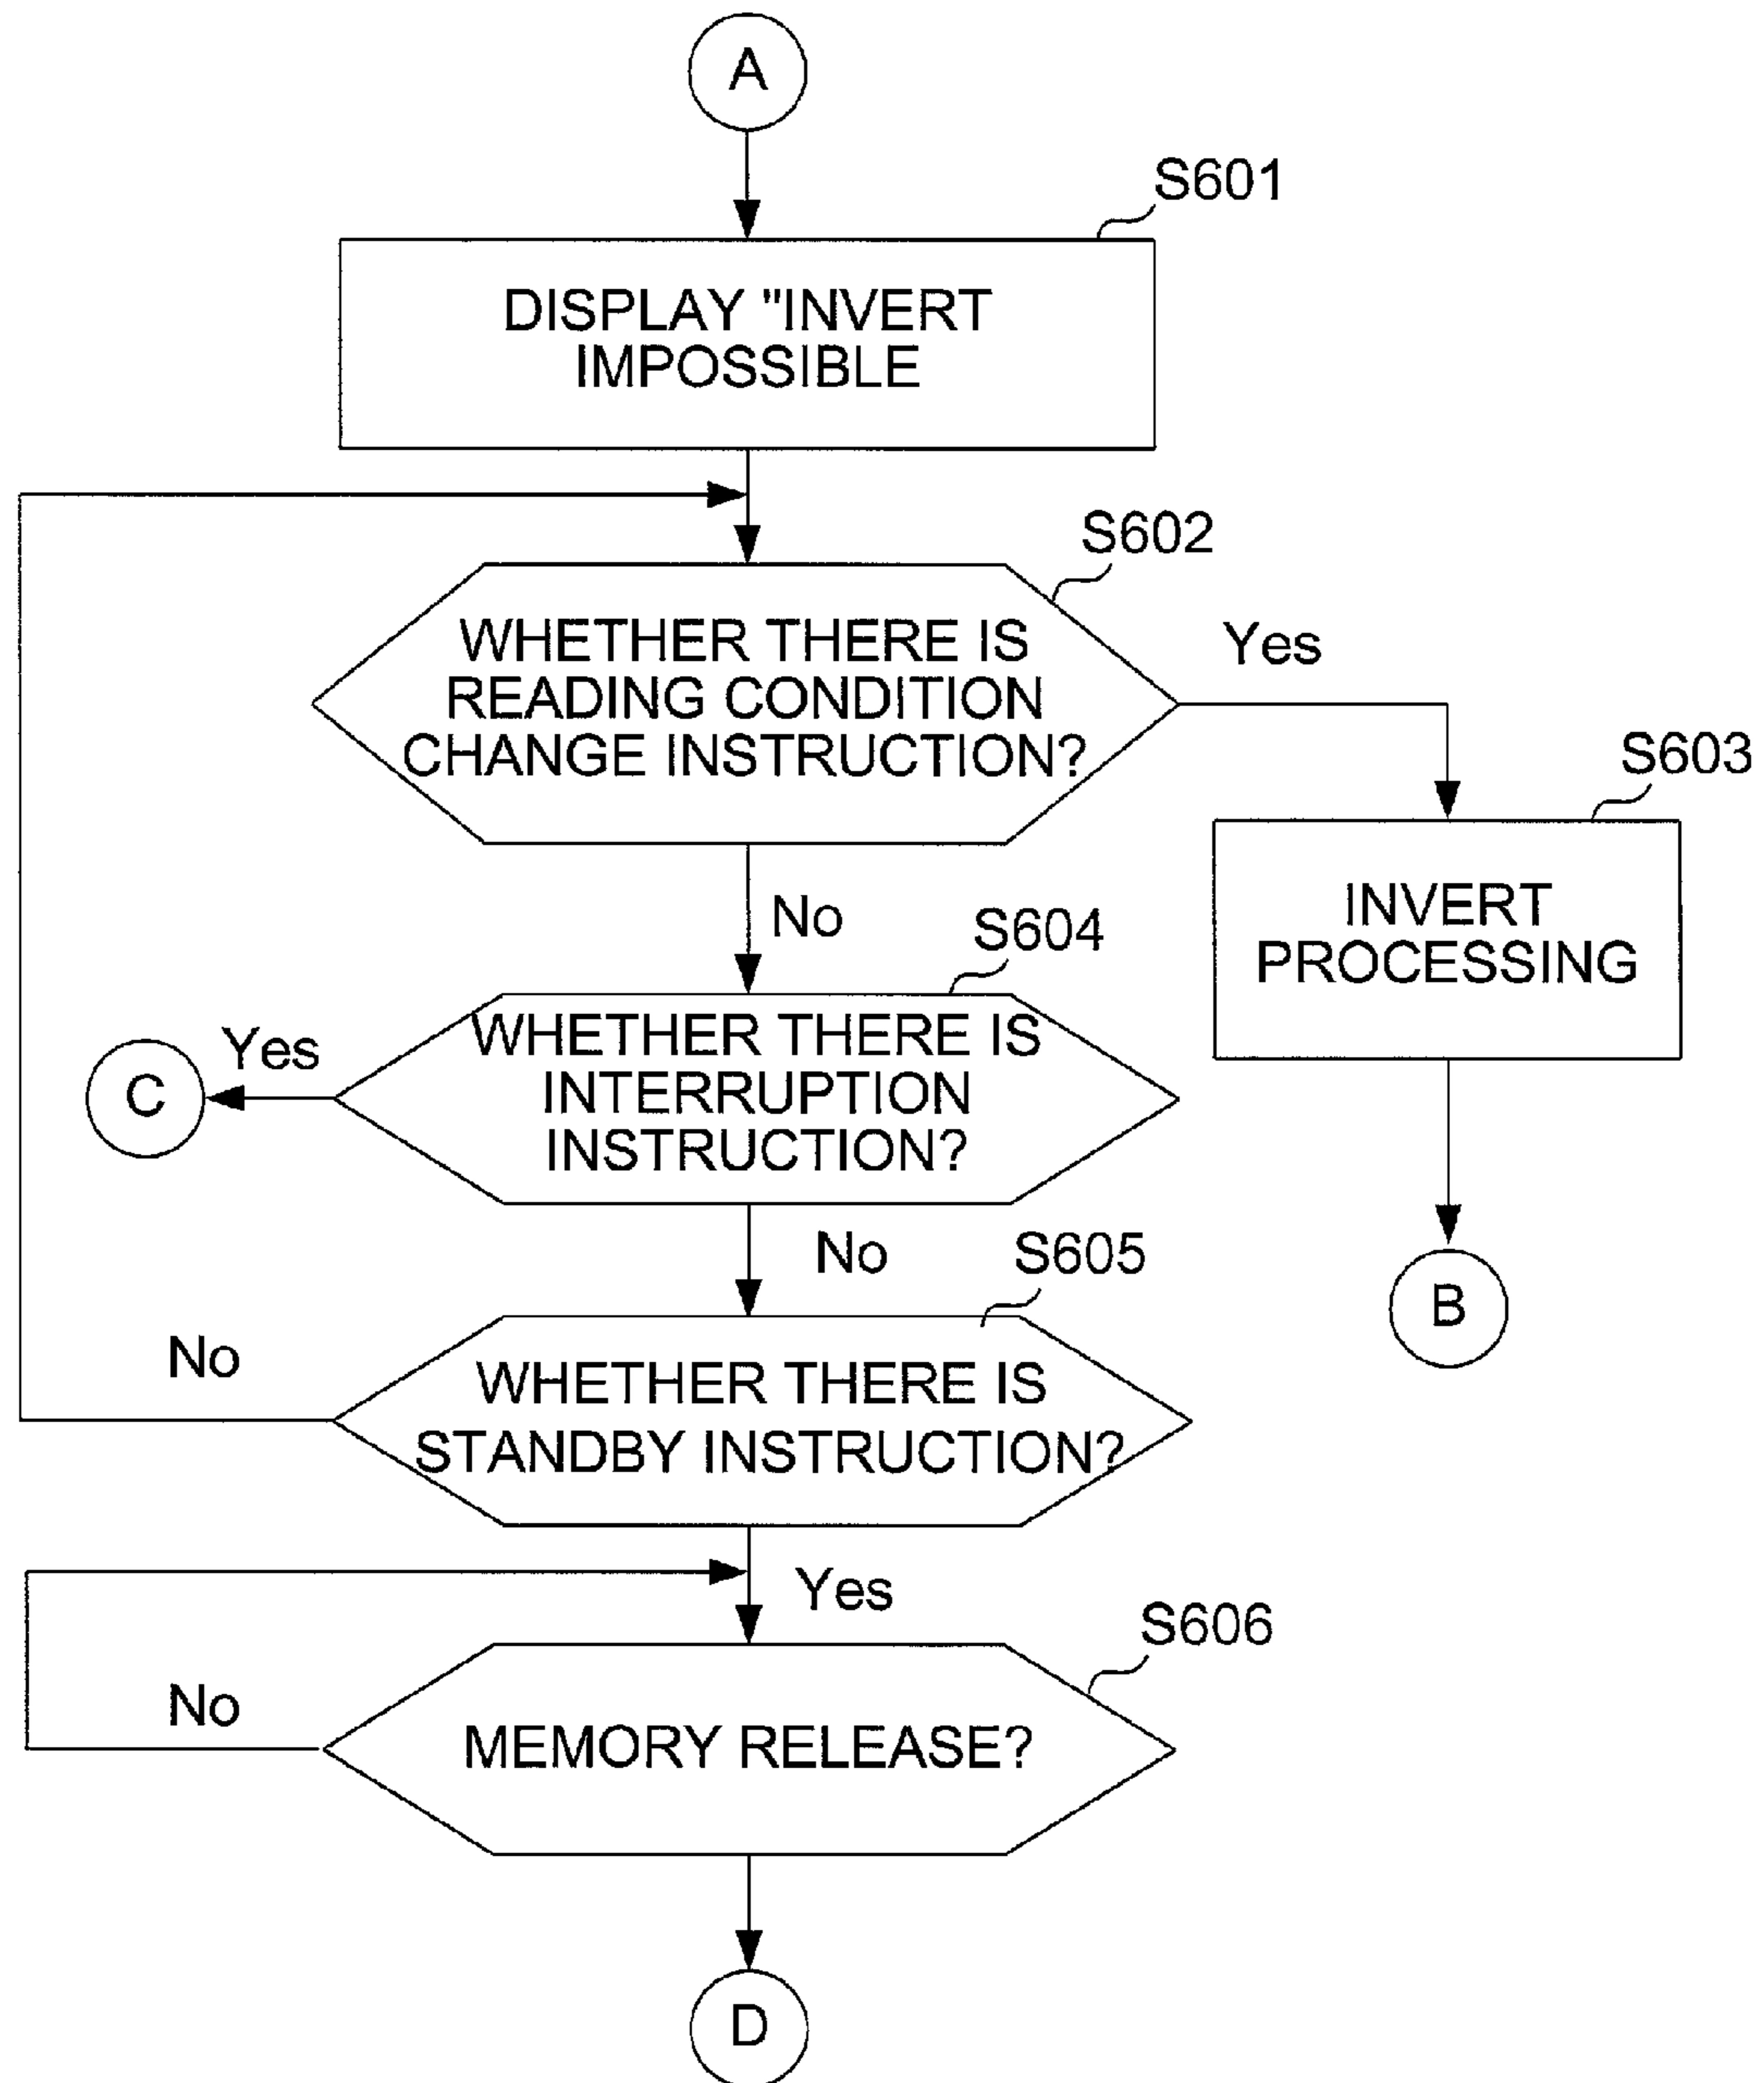 A
S601
DISPLAY "INVERT
IMPOSSIBLE
S602
WHETHER THERE IS
READING CONDITION
CHANGE INSTRUCTION?
Yes
S603
INVERT
PROCESSING
No
S604
WHETHER THERE IS
INTERRUPTION
INSTRUCTION?
Yes
C
B
No
S605
WHETHER THERE IS
STANDBY INSTRUCTION?
No
Yes
S606
MEMORY RELEASE?
No
D